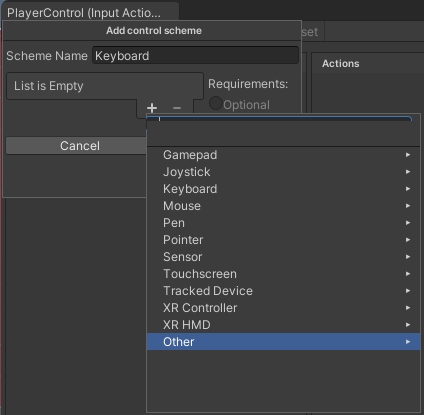 PlayerControl (Input Actio...
Add control scheme
set
Scheme Name Keyboard
Actions
List is Empty
Requirements:
Optional
+ −
Cancel
Gamepad
Joystick
Keyboard
Mouse
Pen
Pointer
Sensor
Touchscreen
Tracked Device
XR Controller
XR HMD
Other